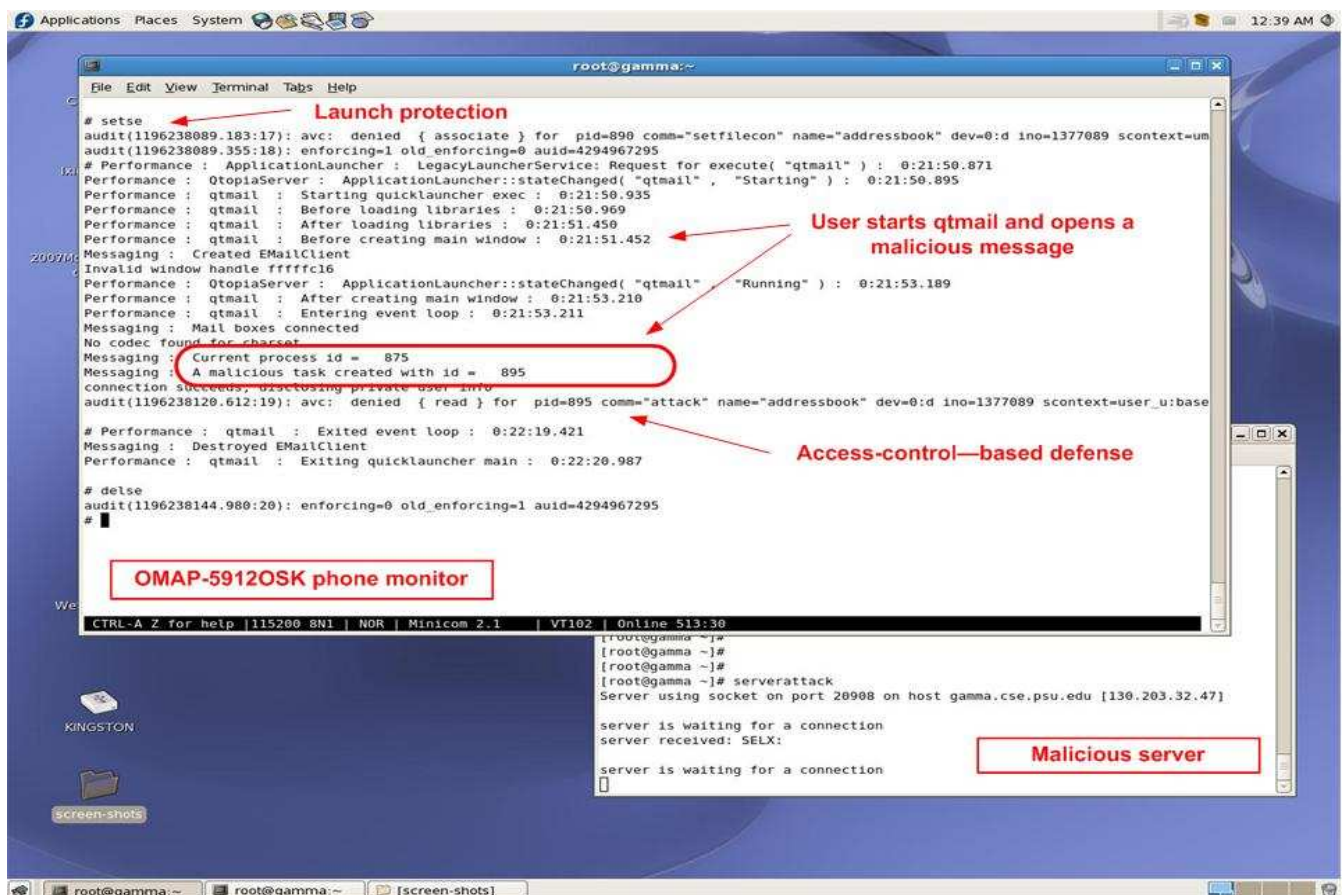 Applications Places System
12:39 AM
root@gamma:~
File Edit View Terminal Tabs Help
Launch protection
# setse
audit(1196238089.183:17): avc: denied { associate } for pid=890 comm="setfilecon" name="addressbook" dev=0:d ino=1377089 scontext=um
audit(1196238089.355:18): enforcing=1 old_enforcing=0 auid=4294967295
# Performance : ApplicationLauncher : LegacyLauncherService: Request for execute( "qtmail" ) : 0:21:50.871
Performance : QtopiaServer : ApplicationLauncher::stateChanged( "qtmail" , "Starting" ) : 0:21:50.895
Performance : qtmail : Starting quicklauncher exec : 0:21:50.935
Performance : qtmail : Before loading libraries : 0:21:50.969
Performance : qtmail : After loading libraries : 0:21:51.450
Performance : qtmail : Before creating main window : 0:21:51.452
User starts qtmail and opens a
malicious message
Messaging : Created EMailClient
Invalid window handle fffffc16
Performance : QtopiaServer : ApplicationLauncher::stateChanged( "qtmail" , "Running" ) : 0:21:53.189
Performance : qtmail : After creating main window : 0:21:53.210
Performance : qtmail : Entering event loop : 0:21:53.211
Messaging : Mail boxes connected
No codec found for charset
Messaging : Current process id = 875
Messaging : A malicious task created with id = 895
connection succeeds, disclosing private user info
audit(1196238120.612:19): avc: denied { read } for pid=895 comm="attack" name="addressbook" dev=0:d ino=1377089 scontext=user_u:base
# Performance : qtmail : Exited event loop : 0:22:19.421
Messaging : Destroyed EMailClient
Performance : qtmail : Exiting quicklauncher main : 0:22:20.987
Access-control—based defense
# delse
audit(1196238144.980:20): enforcing=0 old_enforcing=1 auid=4294967295
#
OMAP-5912OSK phone monitor
CTRL-A Z for help |115200 8N1 | NOR | Minicom 2.1 | VT102 | Online 513:30
[root@gamma ~]#
[root@gamma ~]#
[root@gamma ~]#
[root@gamma ~]# serverattack
Server using socket on port 20908 on host gamma.cse.psu.edu [130.203.32.47]
server is waiting for a connection
server received: SELX:
Malicious server
server is waiting for a connection
KINGSTON
screen-shots
root@gamma:~
root@gamma:~
[screen-shots]